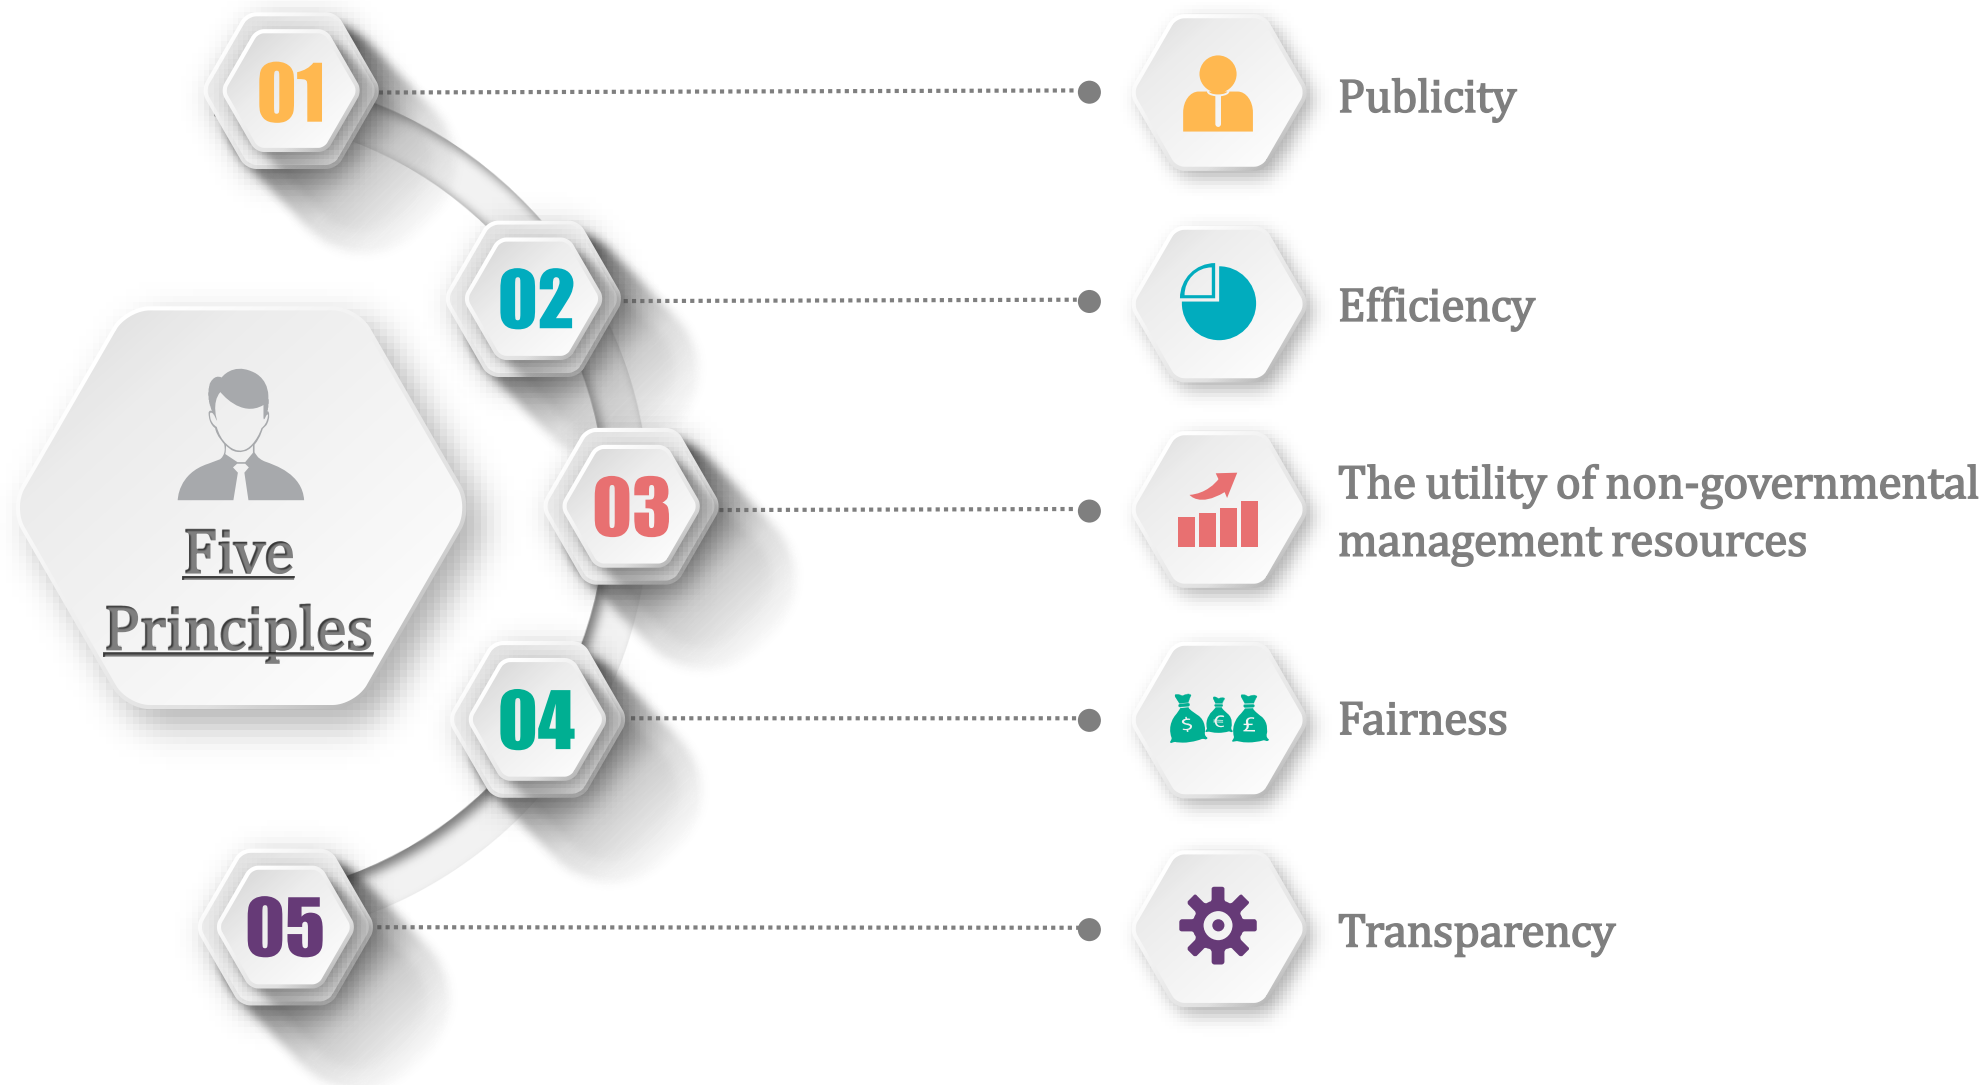 Five
Principles
01
Publicity
02
Efficiency
03
The utility of non-governmental
management resources
04
$ € £
Fairness
05
Transparency